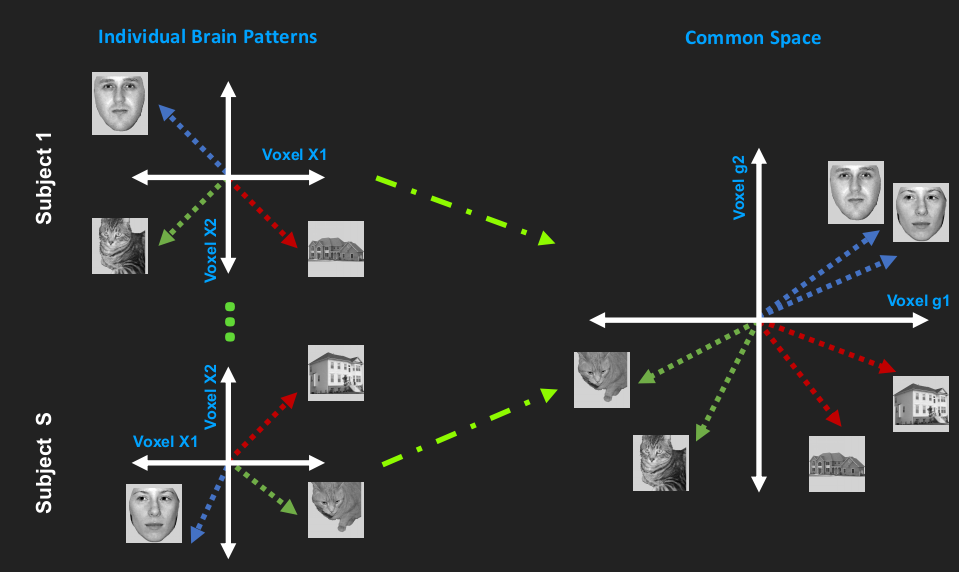 Individual Brain Patterns
Common Space
Subject 1
Voxel X1
Voxel X2
Voxel g2
Voxel g1
Subject S
Voxel X2
Voxel X1